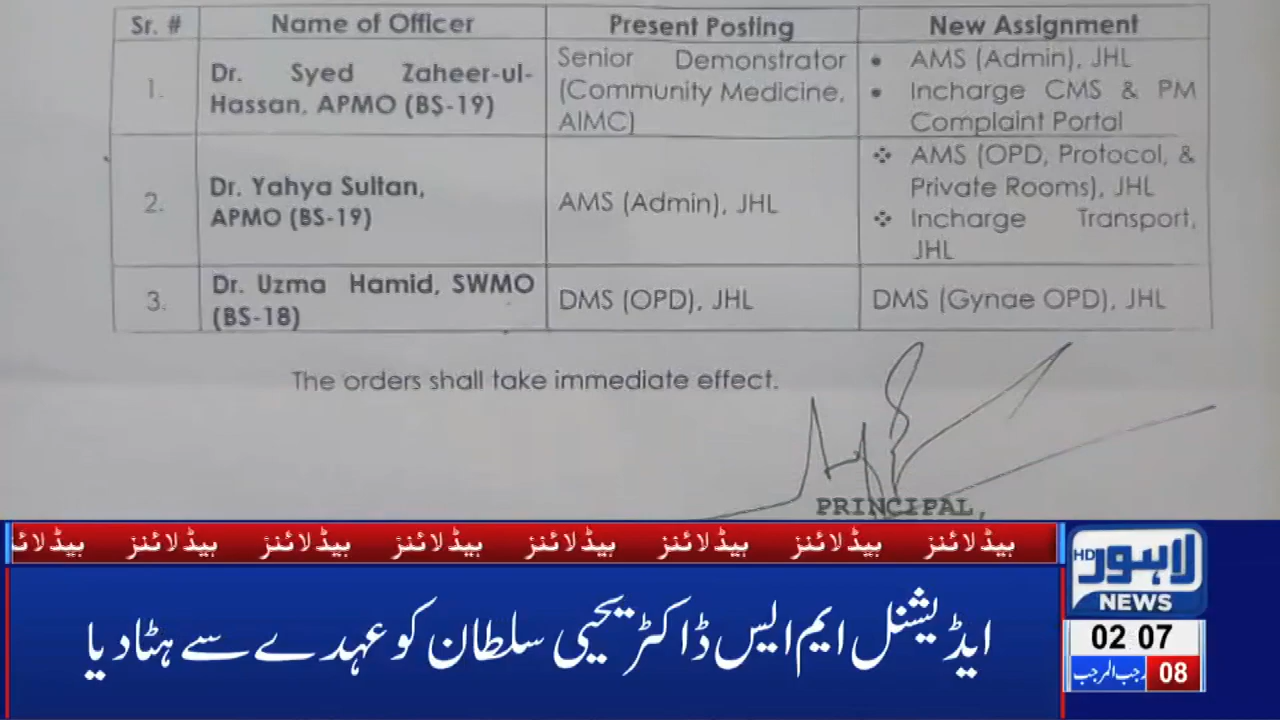 Sr. # Name of Officer Present Posting New Assignment
1. Dr. Syed Zaheer-ul-Hassan, APMO (BS-19)
Senior Demonstrator
(Community Medicine,
AIMC)
• AMS (Admin), JHL
• Incharge CMS & PM
Complaint Portal
2. Dr. Yahya Sultan,
APMO (BS-19)
AMS (Admin), JHL
❖ AMS (OPD, Protocol, &
Private Rooms), JHL
❖ Incharge Transport,
JHL
3. Dr. Uzma Hamid, SWMO
(BS-18)
DMS (OPD), JHL
DMS (Gynae OPD), JHL
The orders shall take immediate effect.
PRINCIPAL,
ہیڈلائنز ہیڈلائنز ہیڈلائنز ہیڈلائنز ہیڈلائنز ہیڈلائنز ہیڈلائنز ہیڈلائنز
ایڈیشنل ایم ایس ڈاکٹر یحییٰ سلطان کو عہدے سے ہٹا دیا
لاہور HD
NEWS
02 07
08 رجب المرجب